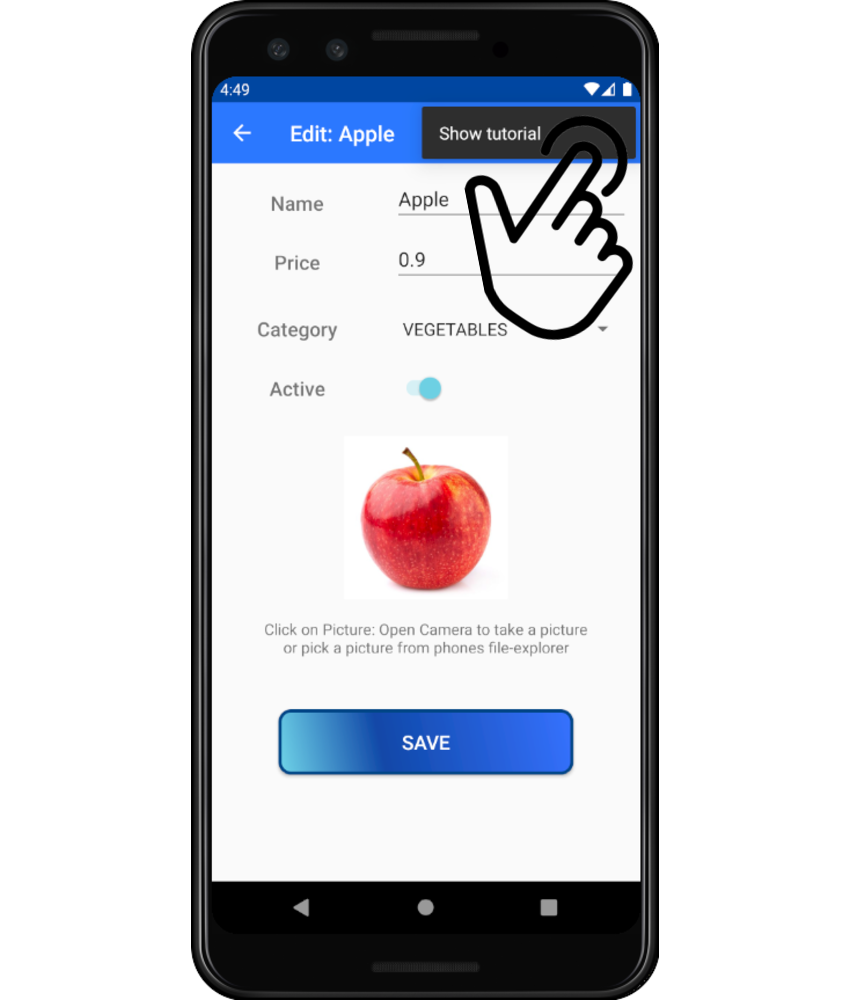 4:49
Edit: Apple
Show tutorial
Name
Apple
Price
0.9
Category
VEGETABLES
Active
Click on Picture: Open Camera to take a picture
or pick a picture from phones file-explorer
SAVE